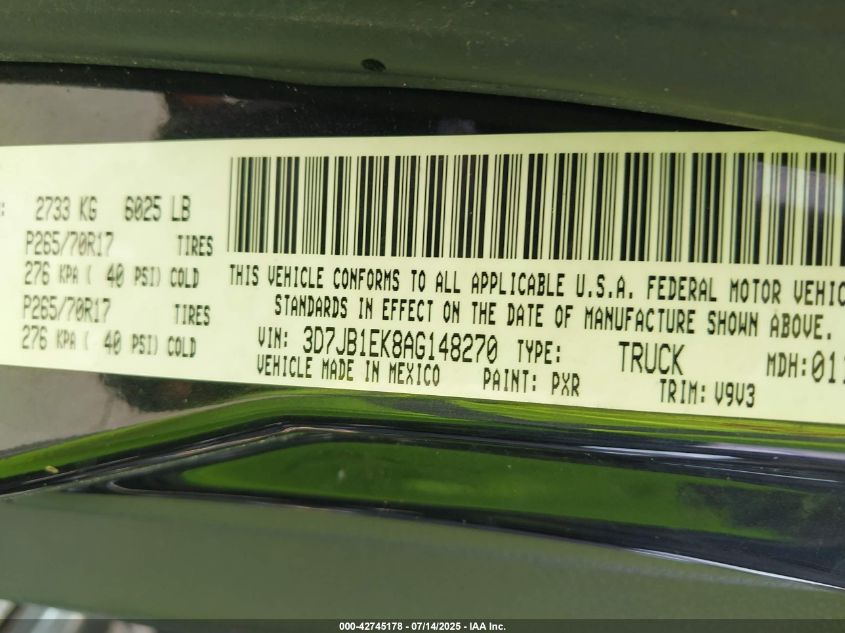 2733 KG 6025 LB
P265/70R17 TIRES
276 KPA ( 40 PSI) COLD
P265/70R17 TIRES
276 KPA ( 40 PSI) COLD
THIS VEHICLE CONFORMS TO ALL APPLICABLE U.S.A. FEDERAL MOTOR VEHIC
STANDARDS IN EFFECT ON THE DATE OF MANUFACTURE SHOWN ABOVE.
VIN: 3D7JB1EK8AG148270 TYPE: TRUCK MDH:011
VEHICLE MADE IN MEXICO PAINT: PXR TRIM: V9V3
000-42745178 - 07/14/2025 - IAA Inc.